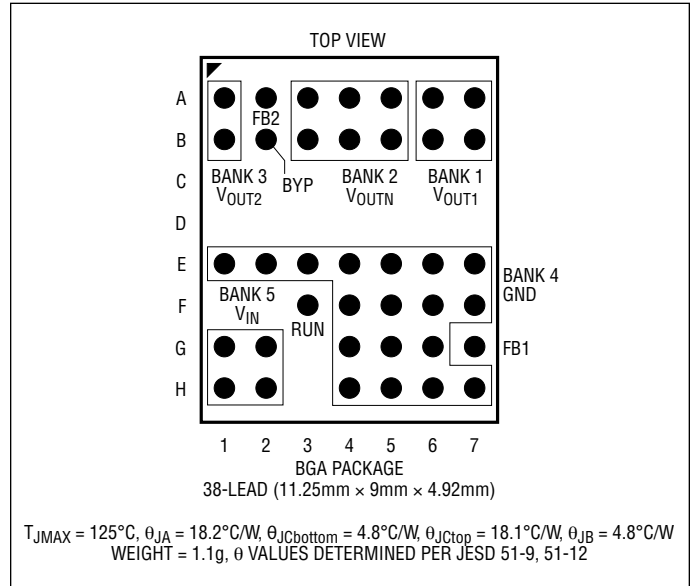 TOP VIEW
A
FB2
B
BANK 3
VOUT2
BYP
BANK 2
VOUTN
BANK 1
VOUT1
C
D
E
BANK 4
GND
BANK 5
VIN
F
RUN
G
FB1
H
1 2 3 4 5 6 7
BGA PACKAGE
38-LEAD (11.25mm × 9mm × 4.92mm)
TJMAX = 125°C, θJA = 18.2°C/W, θJCbottom = 4.8°C/W, θJCtop = 18.1°C/W, θJB = 4.8°C/W
WEIGHT = 1.1g, θ VALUES DETERMINED PER JESD 51-9, 51-12